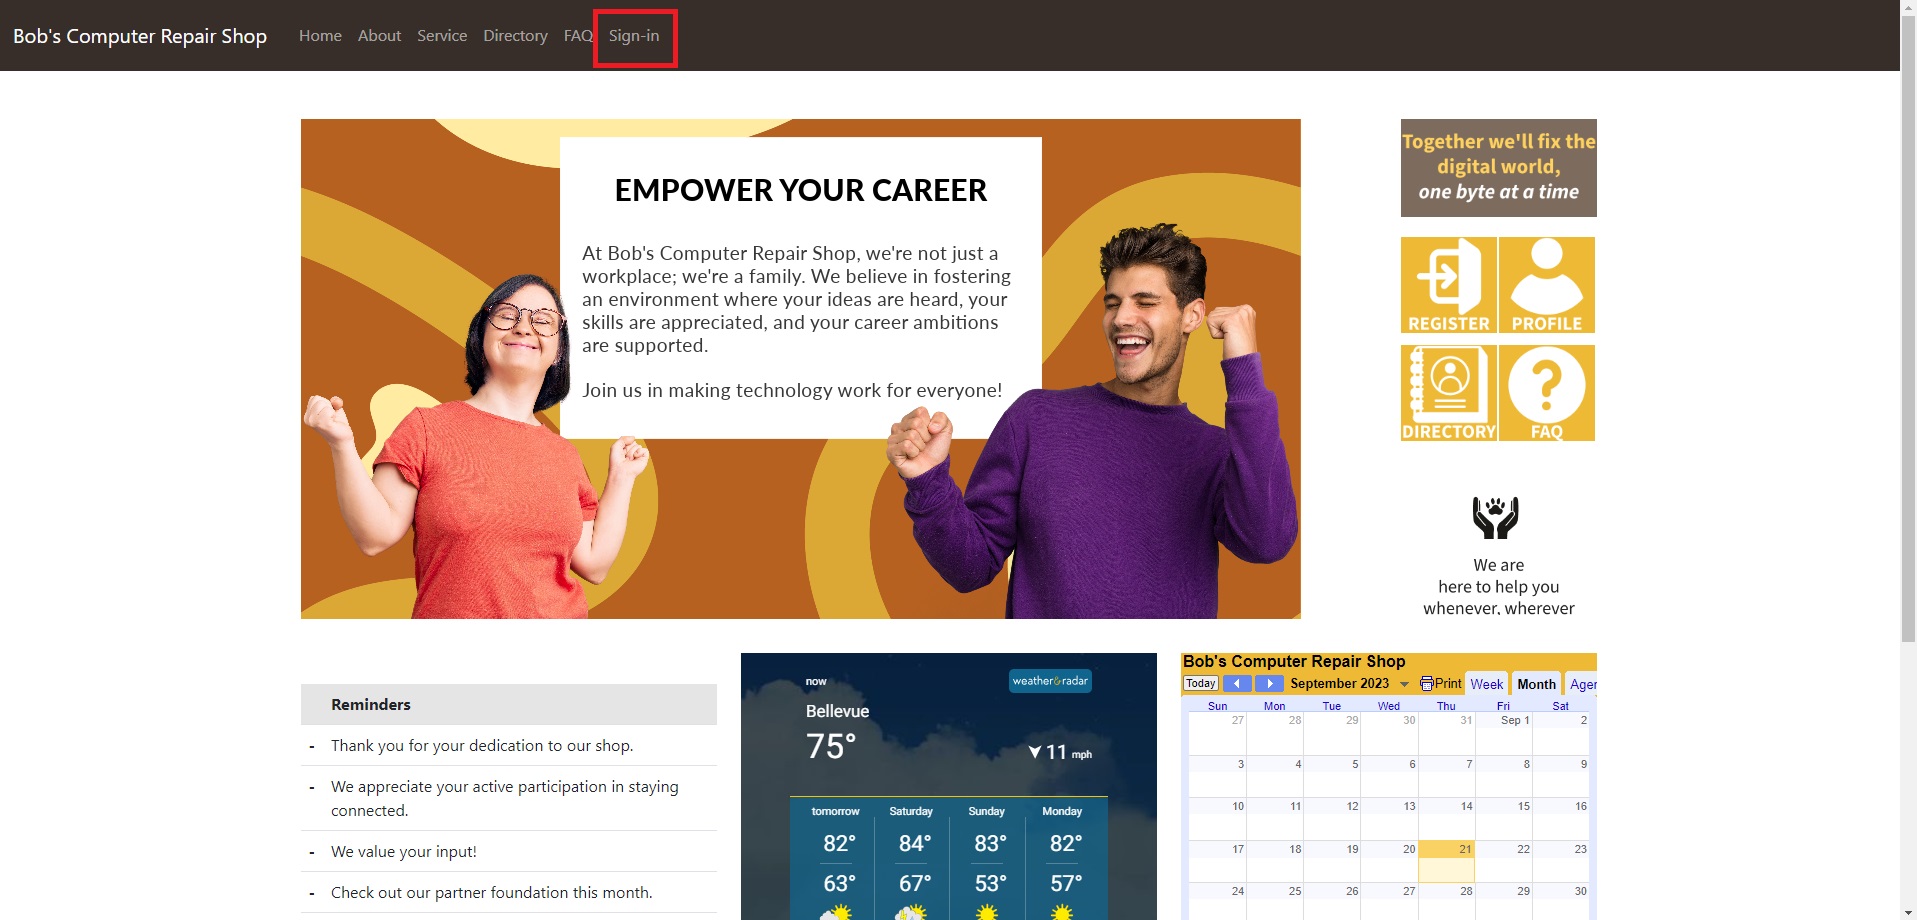 Bob's Computer Repair Shop Home About Service Directory FAQ Sign-in
EMPOWER YOUR CAREER
At Bob's Computer Repair Shop, we're not just a
workplace; we're a family. We believe in fostering
an environment where your ideas are heard, your
skills are appreciated, and your career ambitions
are supported.
Join us in making technology work for everyone!
Together we'll fix the
digital world,
one byte at a time
REGISTER PROFILE
DIRECTORY FAQ
We are
here to help you
whenever, wherever
Reminders
- Thank you for your dedication to our shop.
- We appreciate your active participation in staying
connected.
- We value your input!
- Check out our partner foundation this month.
now weather&radar
Bellevue
75° 11 mph
tomorrow Saturday Sunday Monday
82° 84° 83° 82°
63° 67° 53° 57°
Bob's Computer Repair Shop
Today September 2023 Print Week Month Agen
Sun Mon Tue Wed Thu Fri Sat
27 28 29 30 31 Sep 1 2
3 4 5 6 7 8 9
10 11 12 13 14 15 16
17 18 19 20 21 22 23
24 25 26 27 28 29 30